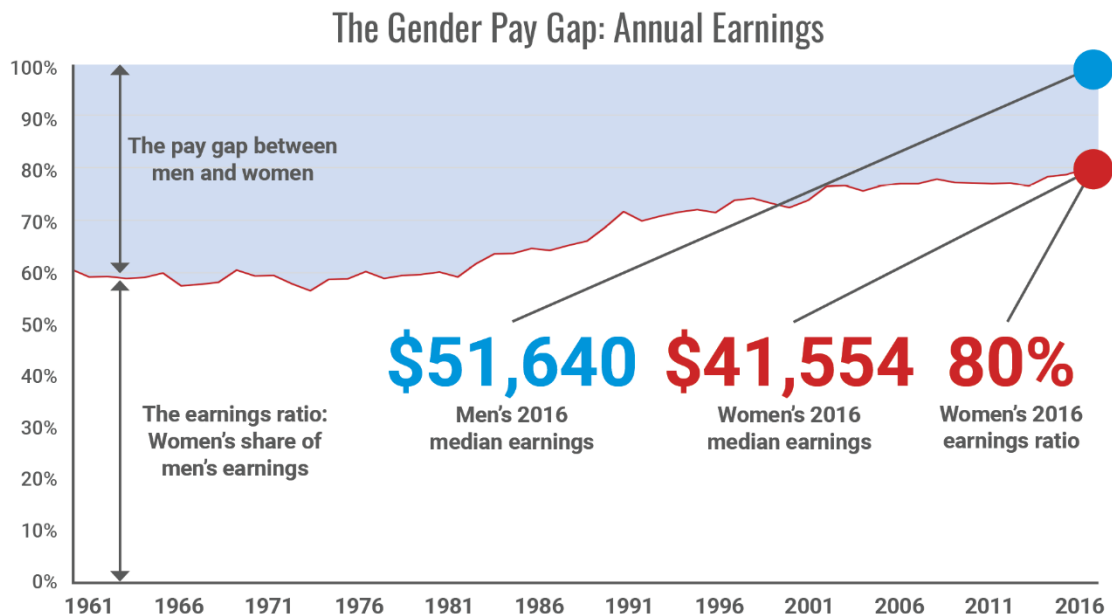 The Gender Pay Gap: Annual Earnings
100%
90%
80%
70%
60%
50%
40%
30%
20%
10%
0%
The pay gap between
men and women
The earnings ratio:
Women's share of
men's earnings
$51,640
Men's 2016
median earnings
$41,554
Women's 2016
median earnings
80%
Women's 2016
earnings ratio
1961
1966
1971
1976
1981
1986
1991
1996
2001
2006
2011
2016